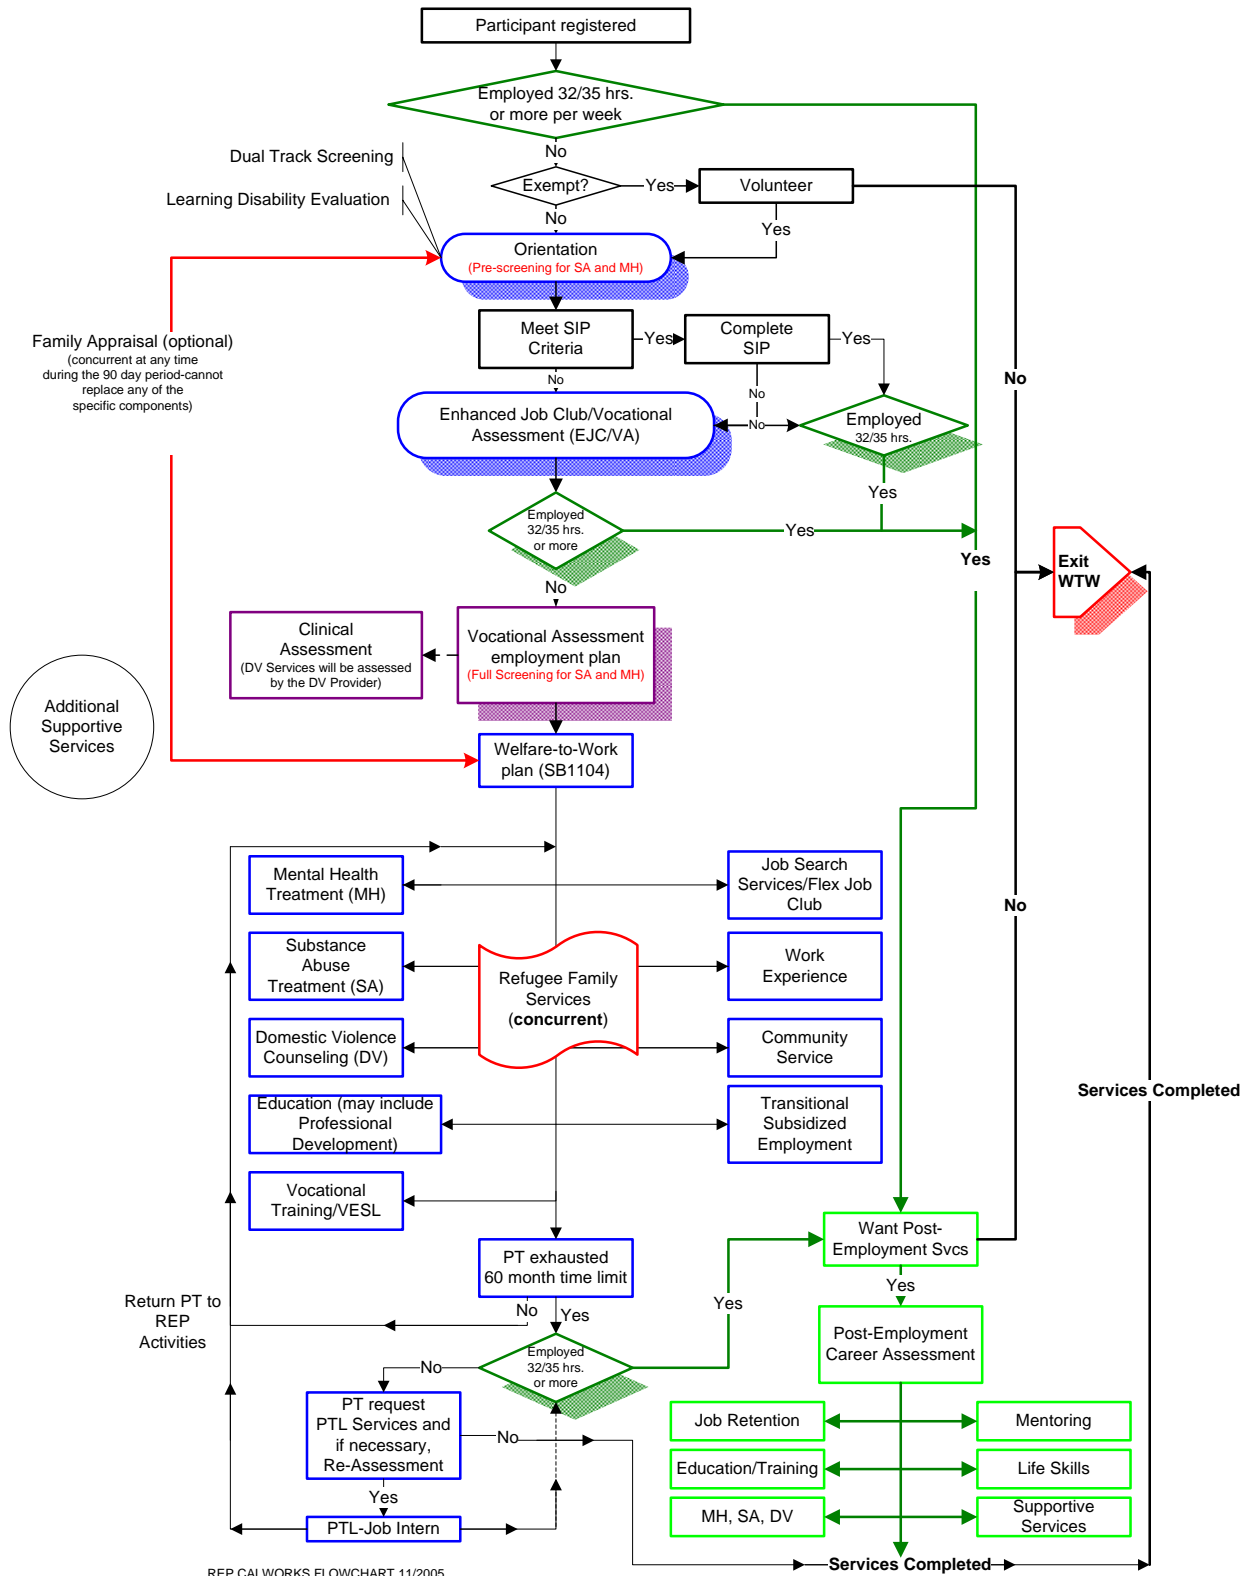 Participant registered
Employed 32/35 hrs.
or more per week
No
Dual Track Screening
Exempt?
Yes
Volunteer
Learning Disability Evaluation
No
Yes
Orientation
(Pre-screening for SA and MH)
Family Appraisal (optional)
(concurrent at any time
during the 90 day period-cannot
replace any of the
specific components)
Meet SIP
Criteria
Yes
Complete
SIP
No
No
No
Enhanced Job Club/Vocational
Assessment (EJC/VA)
No
Employed
32/35 hrs.
Yes
Employed
32/35 hrs.
or more
Yes
Yes
Exit
WTW
No
Clinical
Assessment
(DV Services will be assessed
by the DV Provider)
Vocational Assessment
employment plan
(Full Screening for SA and MH)
Additional
Supportive
Services
Welfare-to-Work
plan (SB1104)
Mental Health
Treatment (MH)
Job Search
Services/Flex Job
Club
No
Substance
Abuse
Treatment (SA)
Refugee Family
Services
(concurrent)
Work
Experience
Domestic Violence
Counseling (DV)
Community
Service
Services Completed
Education (may include
Professional
Development)
Transitional
Subsidized
Employment
Vocational
Training/VESL
Want Post-
Employment Svcs
PT exhausted
60 month time limit
Yes
Return PT to
REP
Activities
No
Yes
Yes
Post-Employment
Career Assessment
Employed
32/35 hrs.
or more
No
PT request
PTL Services and
if necessary,
Re-Assessment
No
Job Retention
Mentoring
Education/Training
Life Skills
Yes
PTL-Job Intern
MH, SA, DV
Supportive
Services
Services Completed
REP CALWORKS FLOWCHART 11/2005